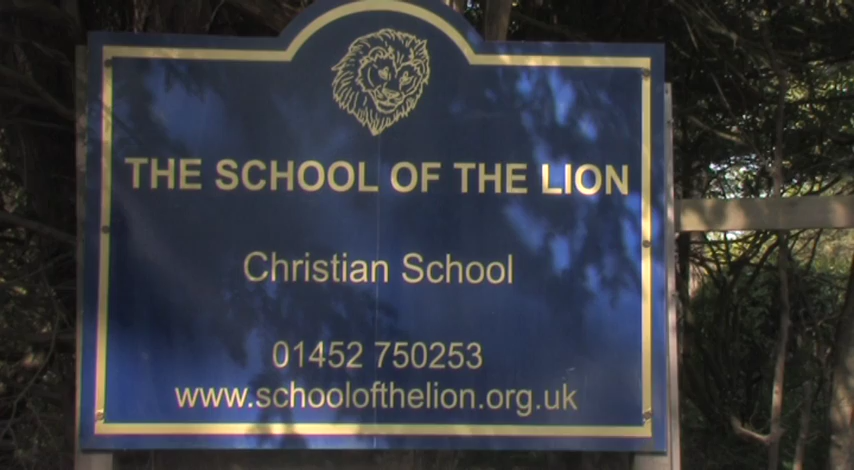 THE SCHOOL OF THE LION
Christian School
01452 750253
www.schoolofthelion.org.uk